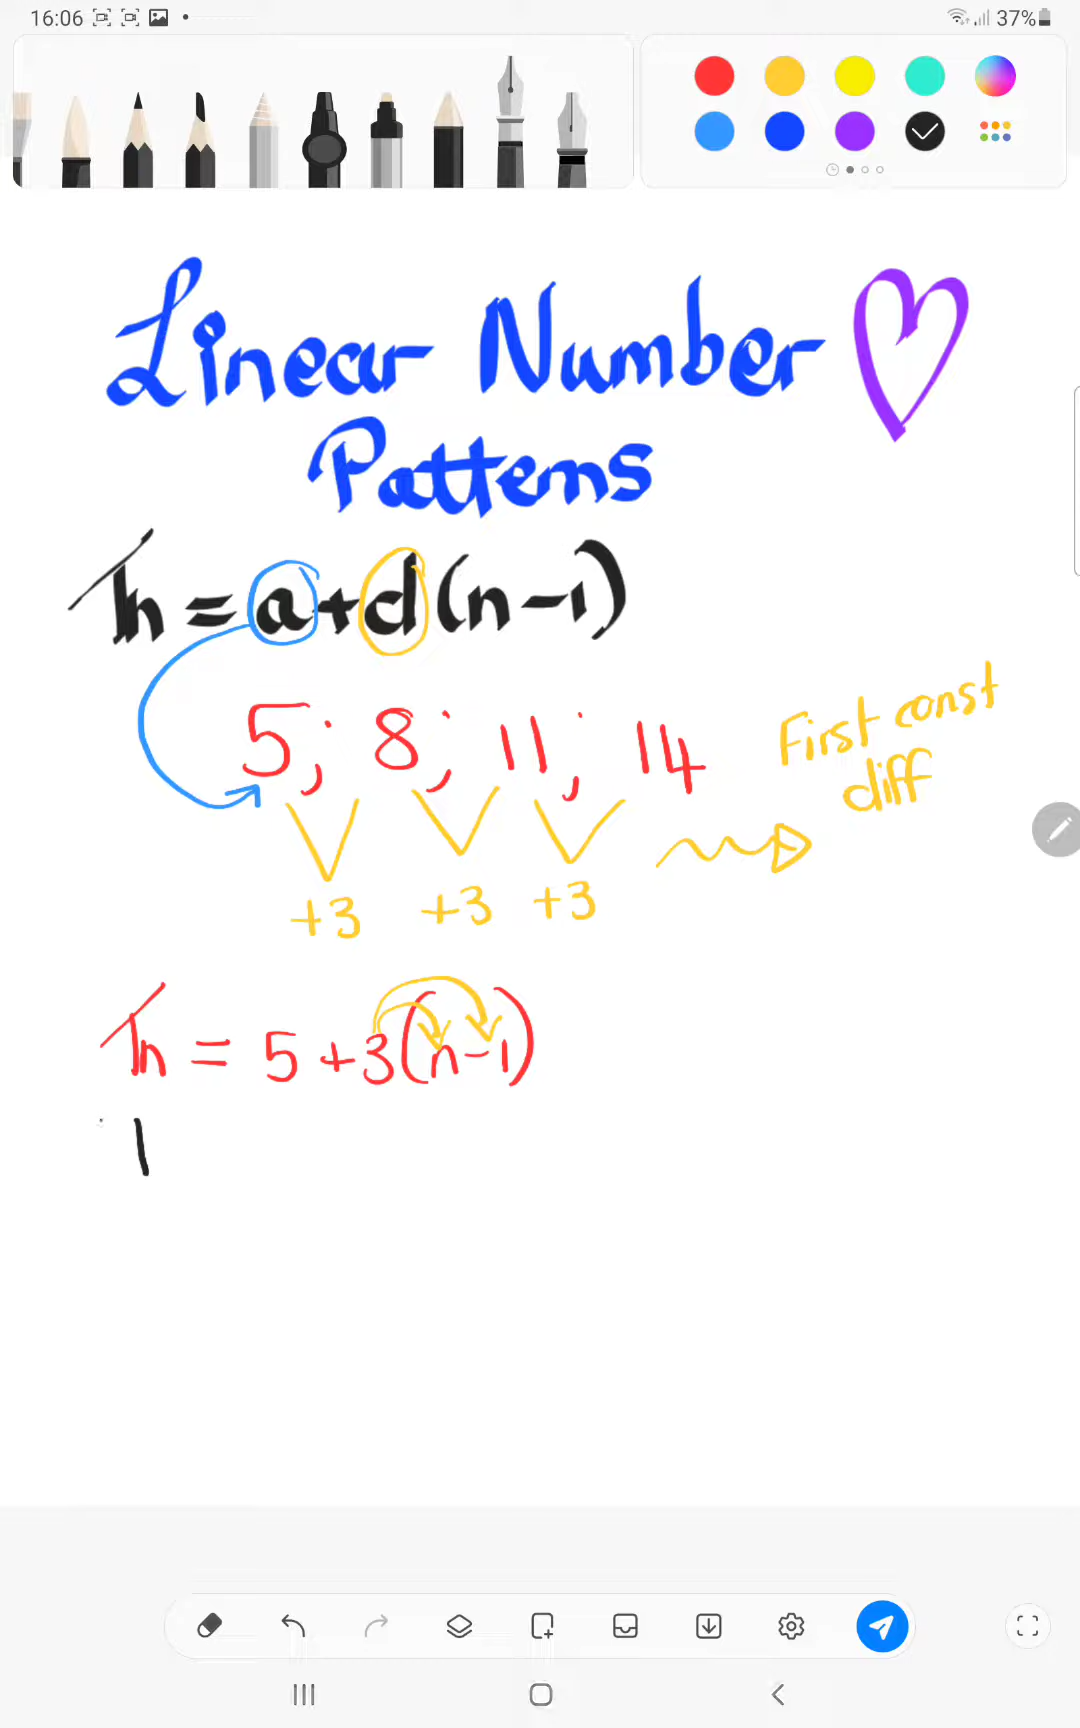 16:06
37%
Linear Number
Patterns
Tn = a + d (n - 1)
5; 8; 11; 14
First const
diff
+3 +3 +3
Tn = 5 + 3 (n - 1)